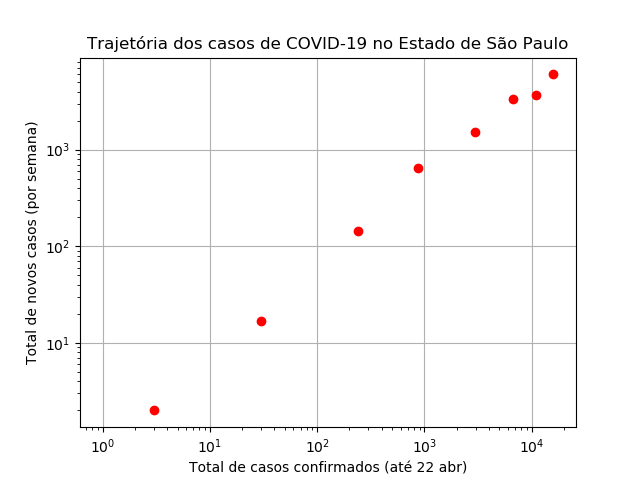 Trajetória dos casos de COVID-19 no Estado de São Paulo
Total de novos casos (por semana)
10³
10²
10¹
10⁰ 10¹ 10² 10³ 10⁴
Total de casos confirmados (até 22 abr)